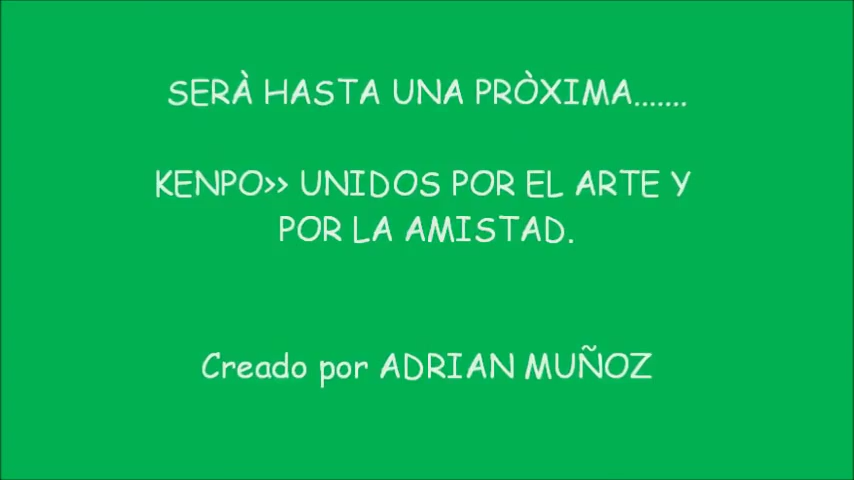 SERÀ HASTA UNA PRÒXIMA.......
KENPO>> UNIDOS POR EL ARTE Y
POR LA AMISTAD.
Creado por ADRIAN MUÑOZ